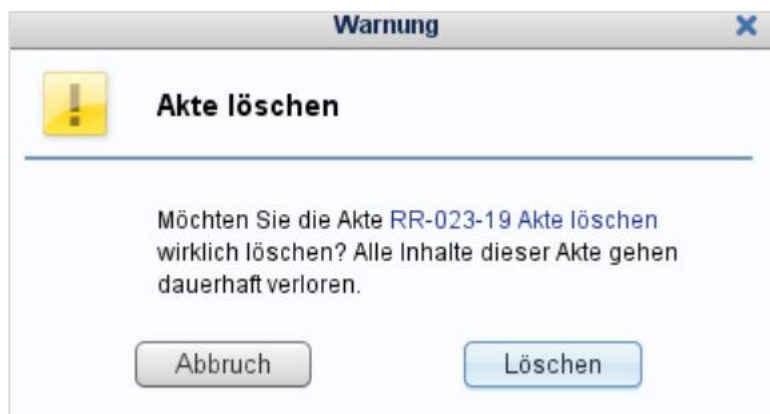 Warnung
Akte löschen
Möchten Sie die Akte RR-023-19 Akte löschen
wirklich löschen? Alle Inhalte dieser Akte gehen
dauerhaft verloren.
Abbruch
Löschen